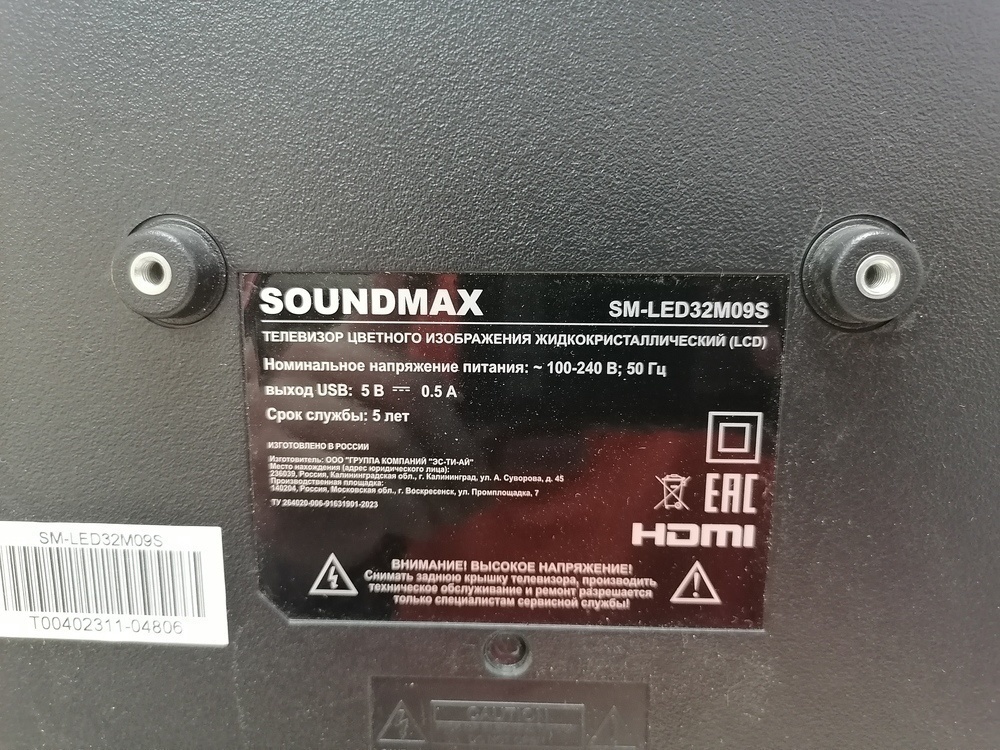 SOUNDMAX
SM-LED32M09S
ТЕЛЕВИЗОР ЦВЕТНОГО ИЗОБРАЖЕНИЯ ЖИДКОКРИСТАЛЛИЧЕСКИЙ (LCD)
Номинальное напряжение питания: ~ 100-240 В; 50 Гц
выход USB: 5 В ⎓ 0.5 А
Срок службы: 5 лет
ИЗГОТОВЛЕНО В РОССИИ
Изготовитель: ООО "ГРУППА КОМПАНИЙ "ЭС-ТИ-АЙ"
Место нахождения (адрес юридического лица):
236039, Россия, Калининградская обл., г. Калининград, ул. А. Суворова, д. 45
Производственная площадка:
140204, Россия, Московская обл., г. Воскресенск, ул. Промплощадка, 7
ТУ 264020-006-91631901-2023
EAC
HDMI
ВНИМАНИЕ! ВЫСОКОЕ НАПРЯЖЕНИЕ!
Снимать заднюю крышку телевизора, производить
техническое обслуживание и ремонт разрешается
только специалистам сервисной службы!
SM-LED32M09S
T00402311-04806
CAUTION